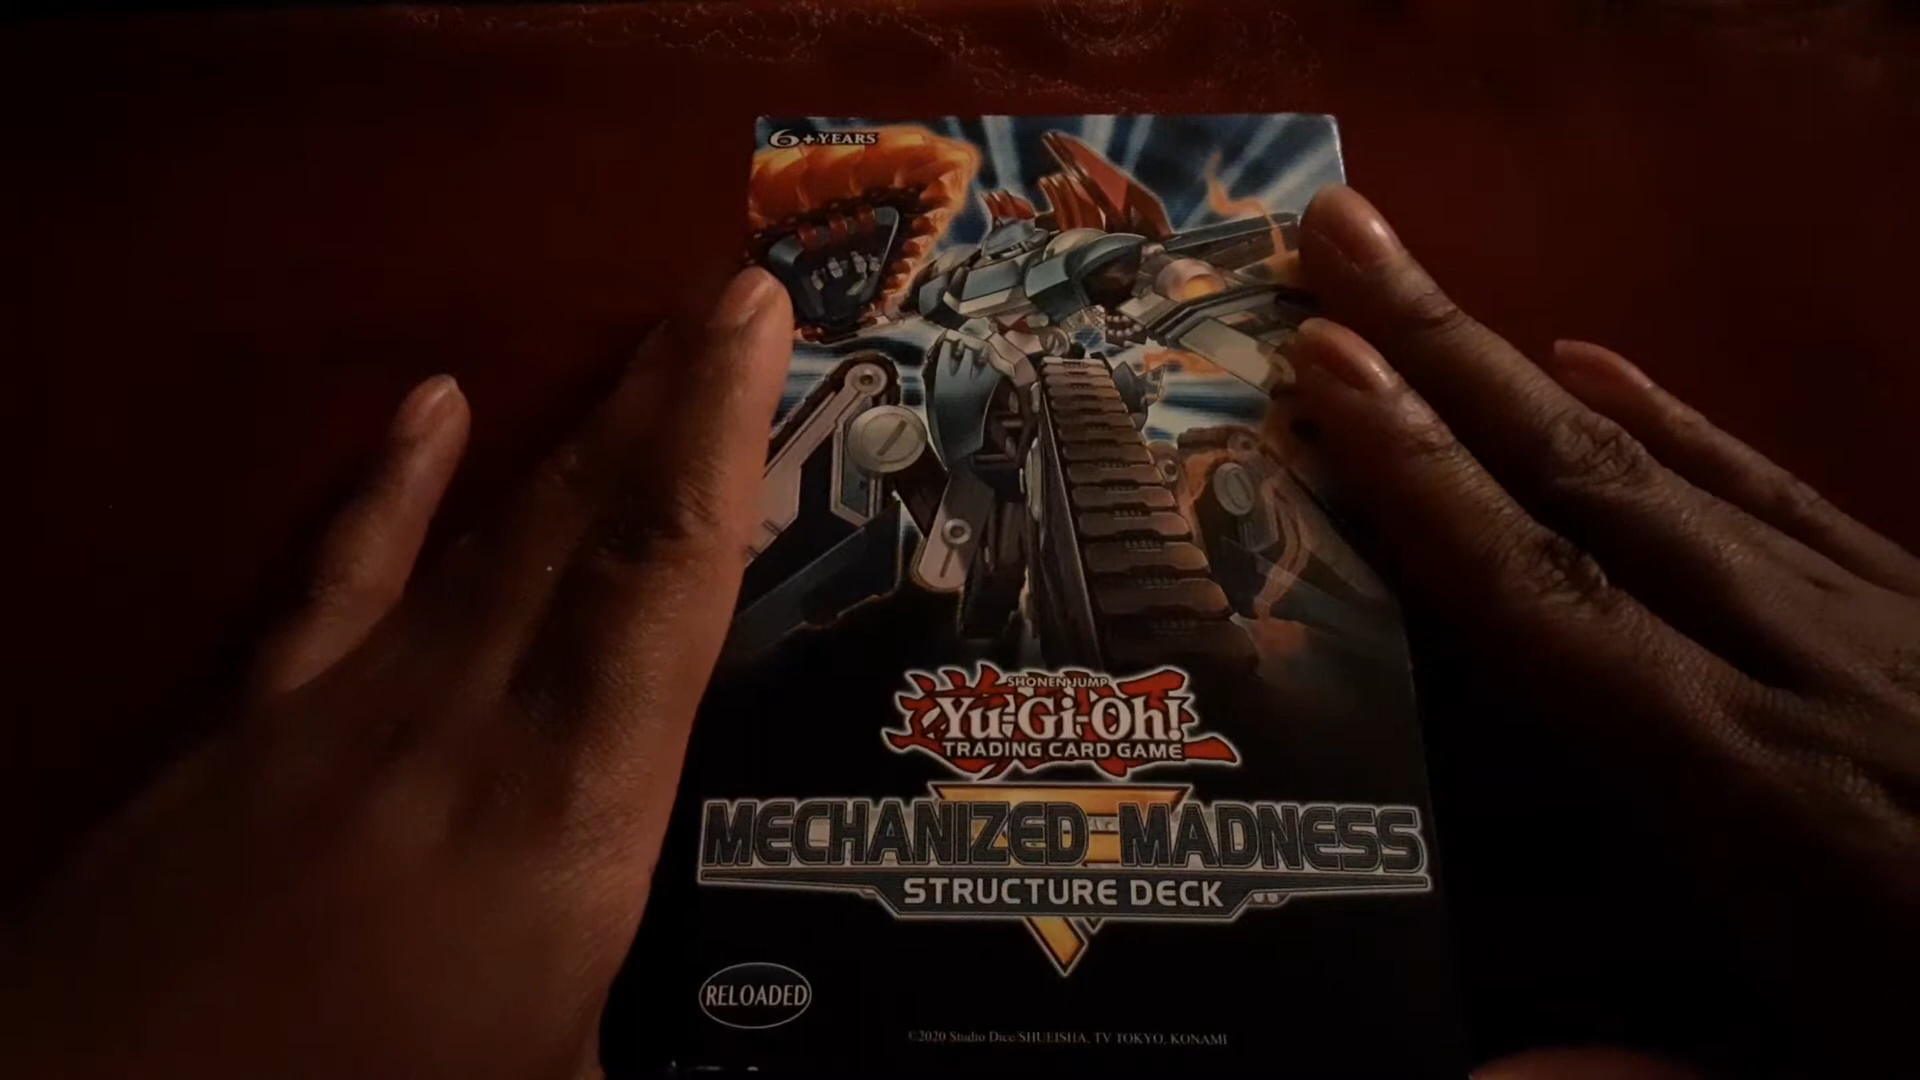 6+YEARS
SHONEN JUMP
Yu-Gi-Oh!
TRADING CARD GAME
MECHANIZED MADNESS
STRUCTURE DECK
RELOADED
©2020 Studio Dice/SHUEISHA, TV TOKYO, KONAMI